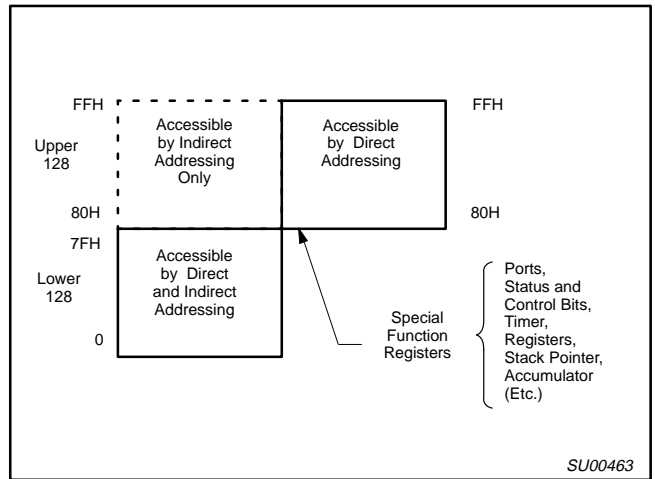 FFH
Upper
128
80H
7FH
Lower
128
0
Accessible
by Indirect
Addressing
Only
Accessible
by Direct
Addressing
FFH
80H
Accessible
by Direct
and Indirect
Addressing
Special
Function
Registers
Ports,
Status and
Control Bits,
Timer,
Registers,
Stack Pointer,
Accumulator
(Etc.)
SU00463